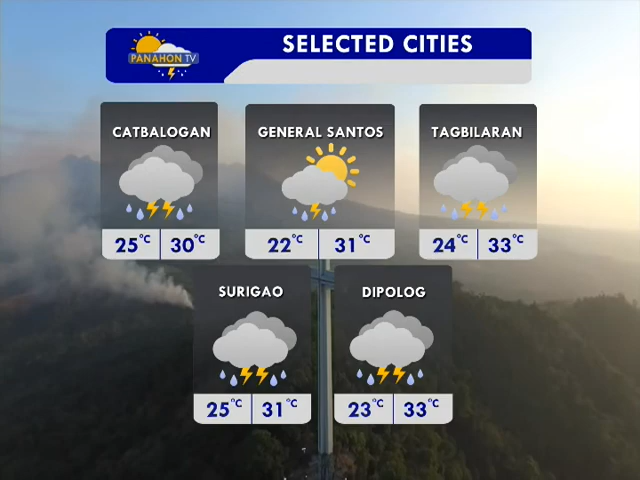 SELECTED CITIES
PANAHON TV
CATBALOGAN
25°C 30°C
GENERAL SANTOS
22°C 31°C
TAGBILARAN
24°C 33°C
SURIGAO
25°C 31°C
DIPOLOG
23°C 33°C